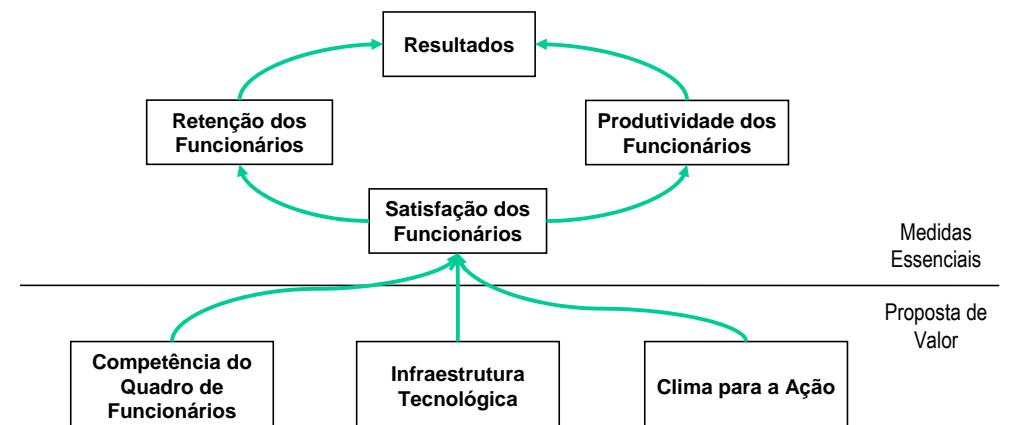 Resultados
Retenção dos
Funcionários
Produtividade dos
Funcionários
Satisfação dos
Funcionários
Medidas
Essenciais
Proposta de
Valor
Competência do
Quadro de
Funcionários
Infraestrutura
Tecnológica
Clima para a Ação